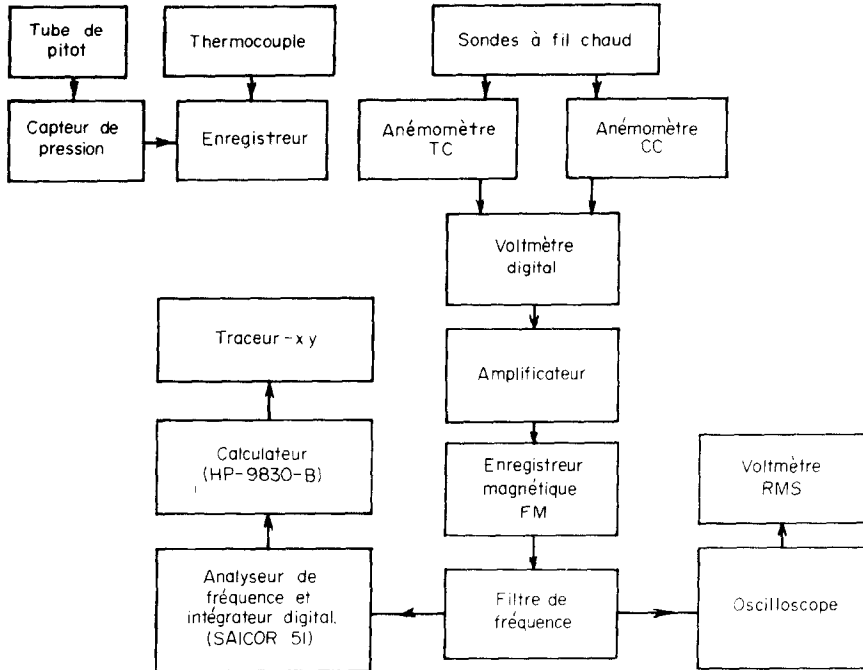 Tube de
pitot
Thermocouple
Sondes à fil chaud
Capteur de
pression
Enregistreur
Anémomètre
TC
Anémomètre
CC
Voltmètre
digital
Traceur - x y
Amplificateur
Calculateur
(HP-9830-B)
Enregistreur
magnétique
FM
Voltmètre
RMS
Analyseur de
fréquence et
intégrateur digital.
(SAICOR 51)
Filtre de
fréquence
Oscilloscope